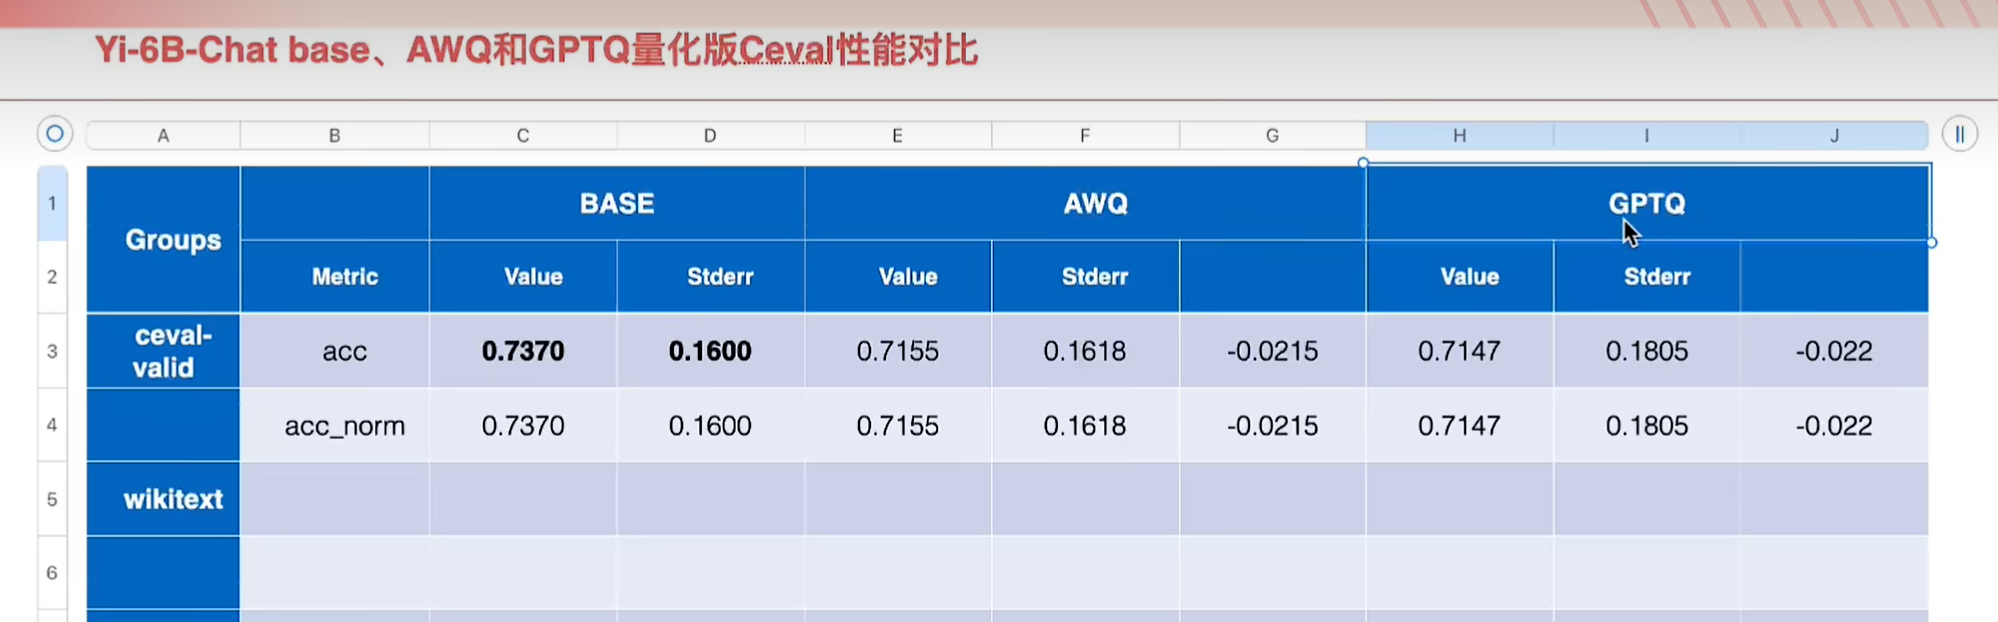 Yi-6B-Chat base、AWQ和GPTQ量化版Ceval性能对比
A B C D E F G H I J
1 BASE AWQ GPTQ
Groups
2 Metric Value Stderr Value Stderr Value Stderr
3 ceval-valid acc 0.7370 0.1600 0.7155 0.1618 -0.0215 0.7147 0.1805 -0.022
4 acc_norm 0.7370 0.1600 0.7155 0.1618 -0.0215 0.7147 0.1805 -0.022
5 wikitext
6